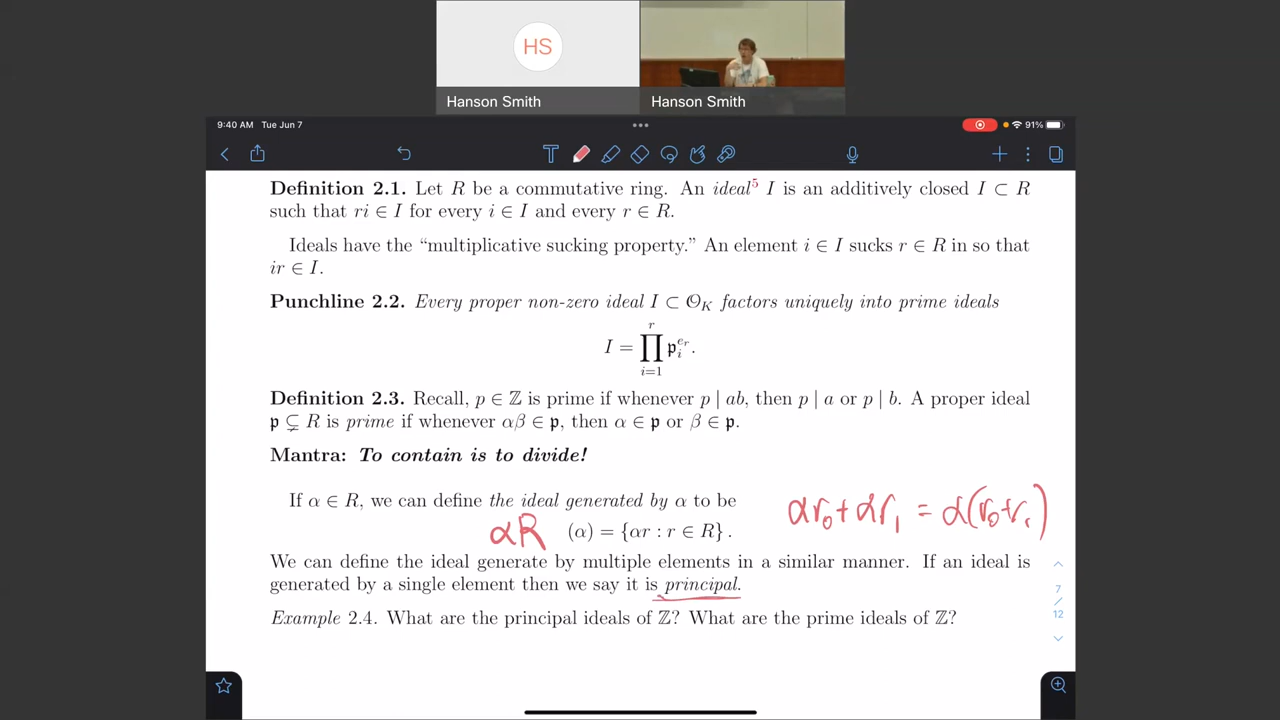 HS
Hanson Smith
Hanson Smith
9:40 AM Tue Jun 7
91%
Definition 2.1. Let R be a commutative ring. An ideal⁵ I is an additively closed I ⊂ R
such that ri ∈ I for every i ∈ I and every r ∈ R.
Ideals have the “multiplicative sucking property.” An element i ∈ I sucks r ∈ R in so that
ir ∈ I.
Punchline 2.2. Every proper non-zero ideal I ⊂ 𝒪_K factors uniquely into prime ideals
I = ∏_{i=1}^{r} 𝔭_i^{e_r}.
Definition 2.3. Recall, p ∈ ℤ is prime if whenever p | ab, then p | a or p | b. A proper ideal
𝔭 ⊊ R is prime if whenever αβ ∈ 𝔭, then α ∈ 𝔭 or β ∈ 𝔭.
Mantra: To contain is to divide!
If α ∈ R, we can define the ideal generated by α to be
αr₀ + αr₁ = α(r₀+r₁)
αR (α) = {αr : r ∈ R}.
We can define the ideal generate by multiple elements in a similar manner. If an ideal is
generated by a single element then we say it is principal.
Example 2.4. What are the principal ideals of ℤ? What are the prime ideals of ℤ?
7
/
12